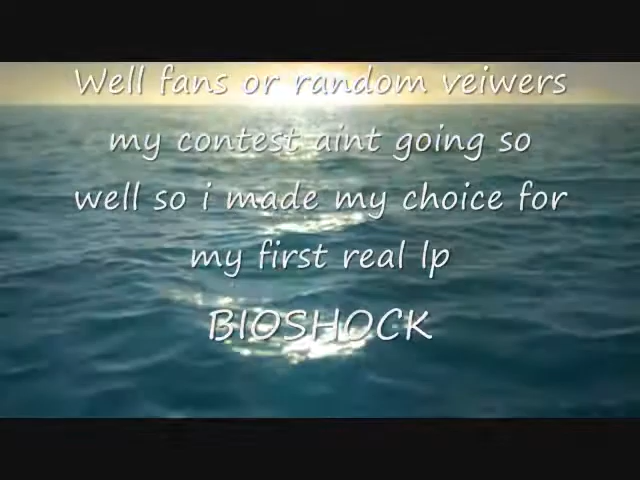 Well fans or random veiwers
my contest aint going so
well so i made my choice for
my first real lp
BIOSHOCK